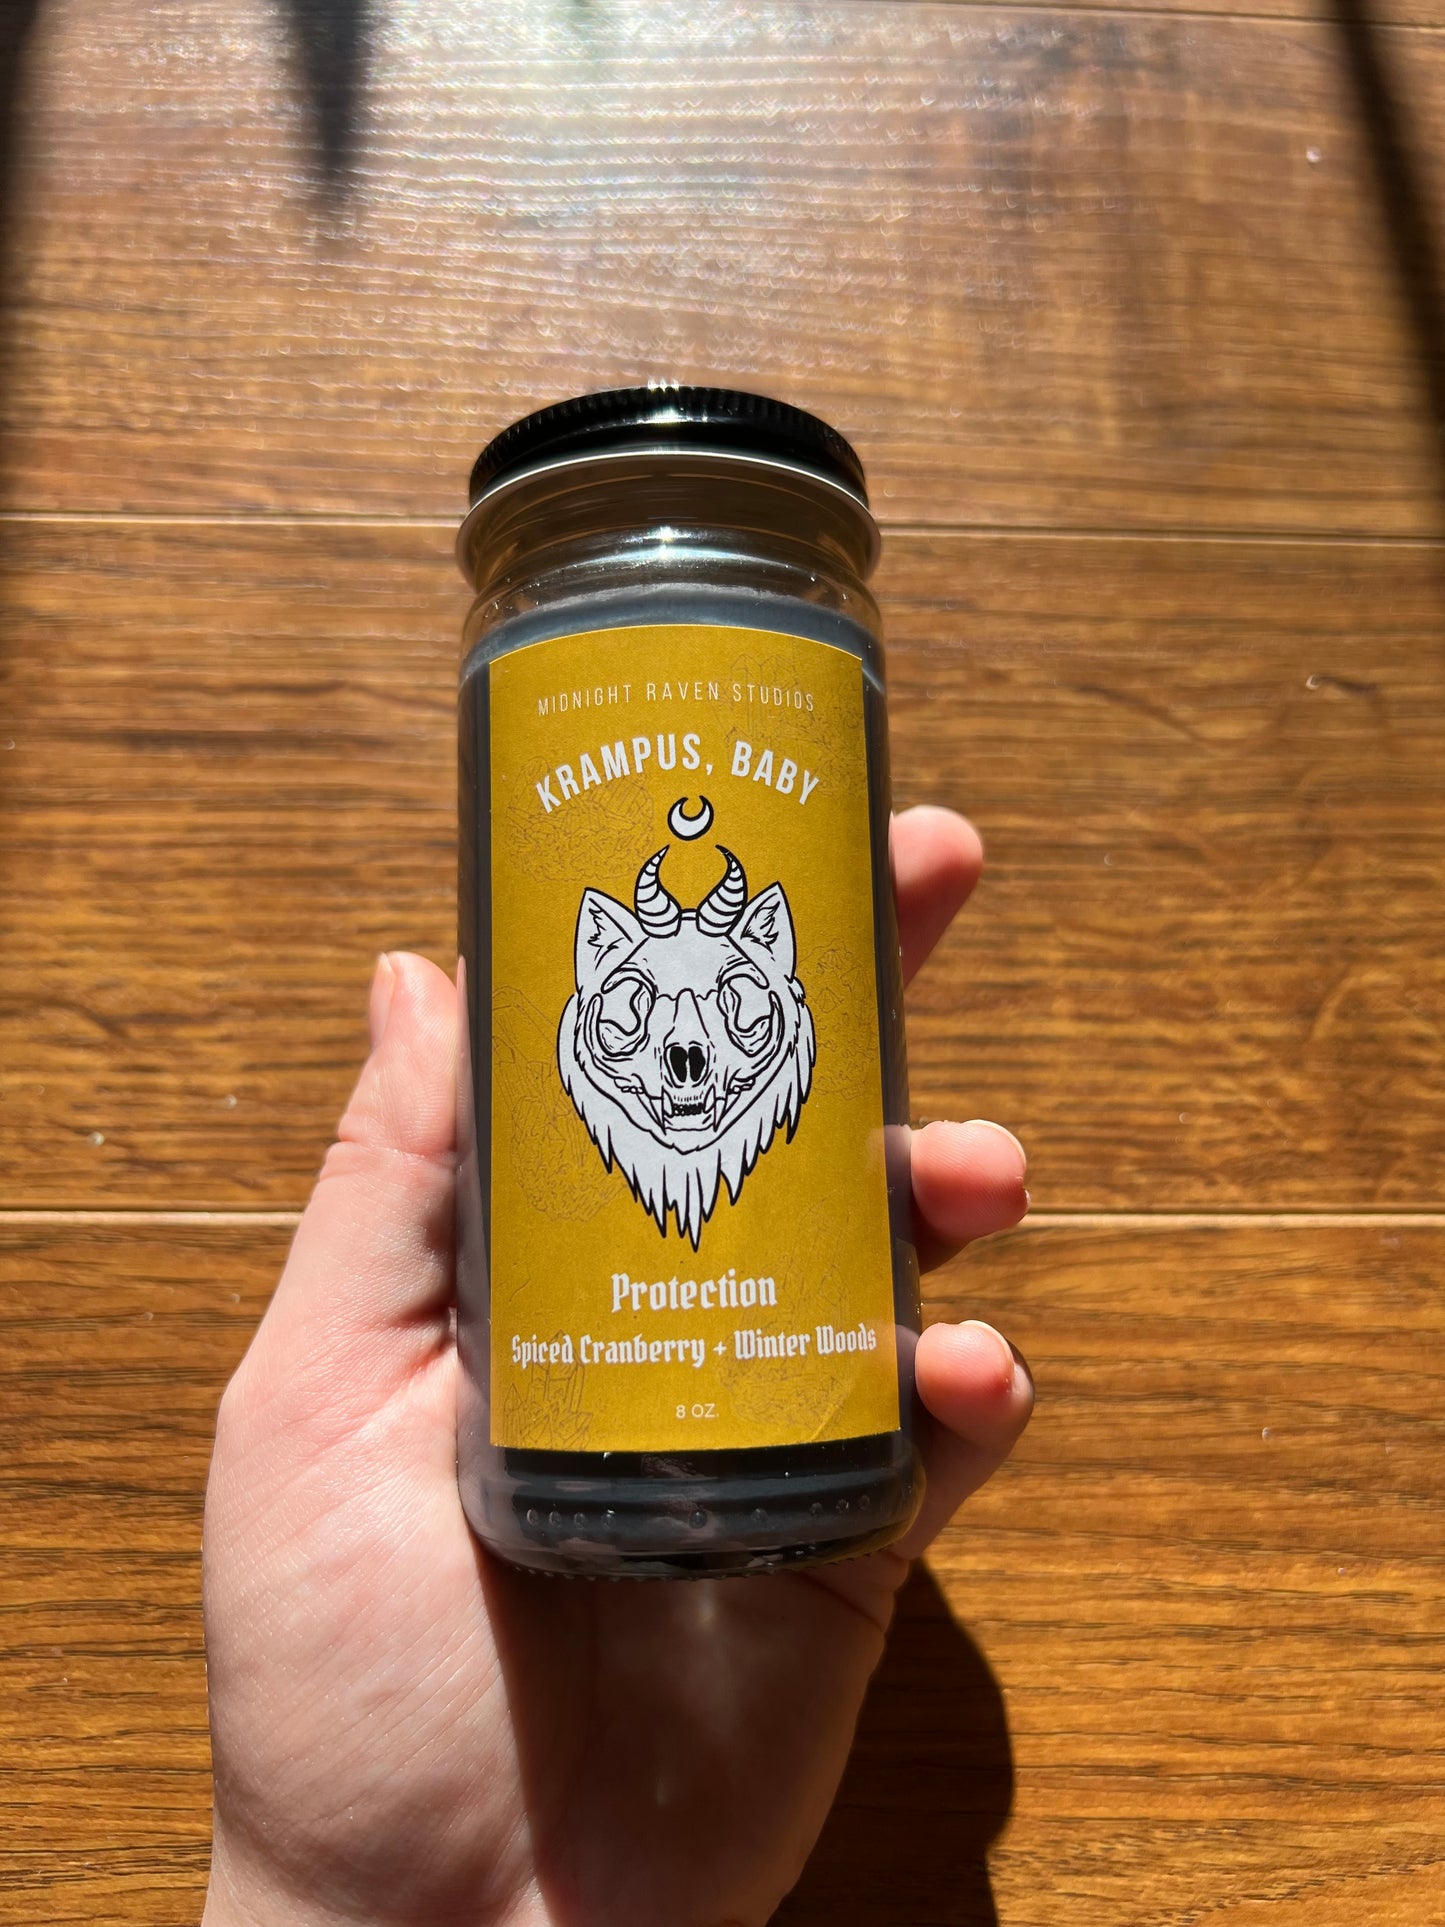 MIDNIGHT RAVEN STUDIOS
KRAMPUS, BABY
Protection
Spiced Cranberry + Winter Woods
8 OZ.